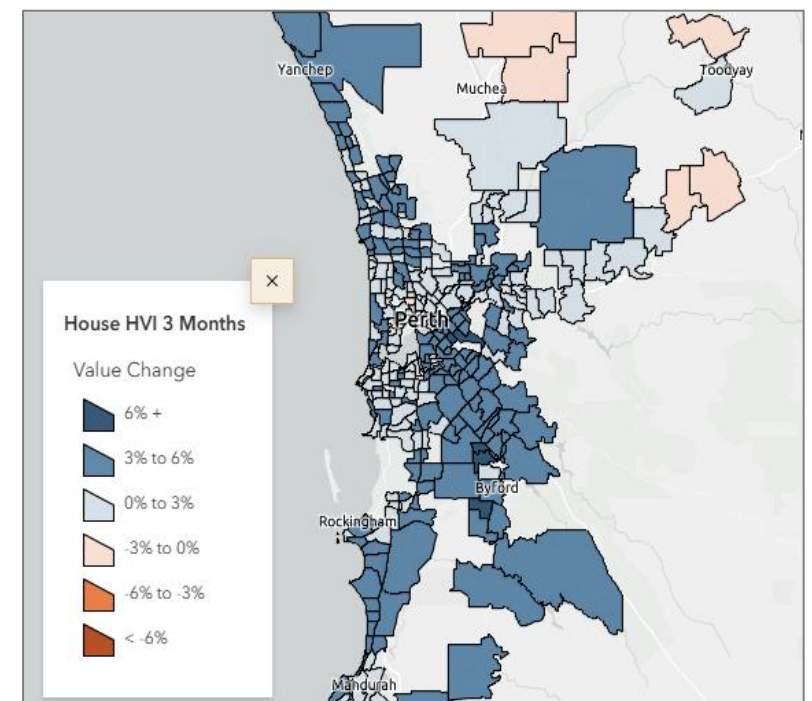 Yanchep
Toodyay
Muchea
×
House HVI 3 Months
Value Change
6% +
3% to 6%
0% to 3%
-3% to 0%
-6% to -3%
< -6%
Perth
Byford
Rockingham
Mandurah